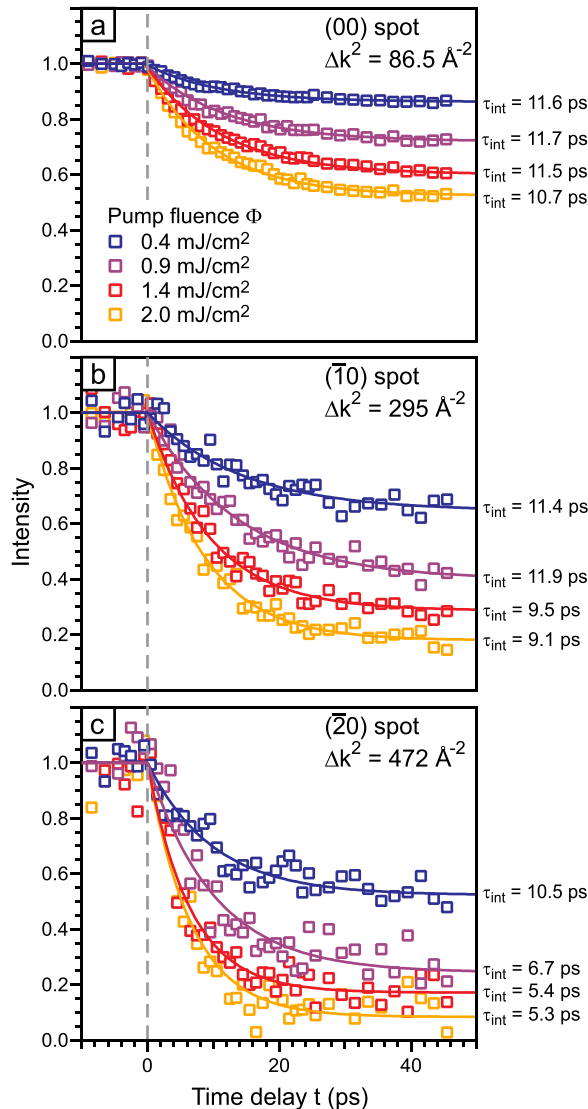 a
(00) spot
Δk² = 86.5 Å⁻²
1.0
0.8
0.6
0.4
0.2
0.0
τint = 11.6 ps
τint = 11.7 ps
τint = 11.5 ps
τint = 10.7 ps
Pump fluence Φ
0.4 mJ/cm²
0.9 mJ/cm²
1.4 mJ/cm²
2.0 mJ/cm²
b
(1̅0) spot
Δk² = 295 Å⁻²
1.0
0.8
0.6
0.4
0.2
0.0
Intensity
τint = 11.4 ps
τint = 11.9 ps
τint = 9.5 ps
τint = 9.1 ps
c
(2̅0) spot
Δk² = 472 Å⁻²
1.0
0.8
0.6
0.4
0.2
0.0
τint = 10.5 ps
τint = 6.7 ps
τint = 5.4 ps
τint = 5.3 ps
0 20 40
Time delay t (ps)